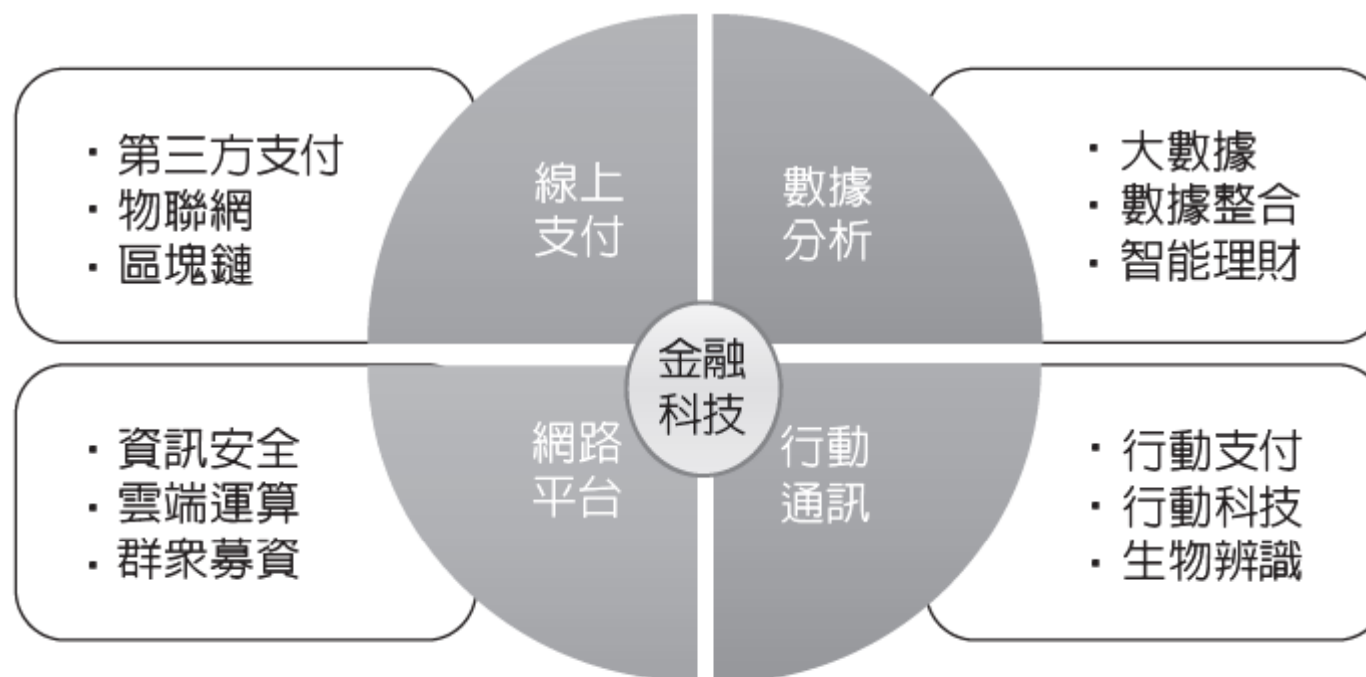 · 第三方支付
· 物聯網
· 區塊鏈
線上
支付
數據
分析
· 大數據
· 數據整合
· 智能理財
金融
科技
· 資訊安全
· 雲端運算
· 群眾募資
網路
平台
行動
通訊
· 行動支付
· 行動科技
· 生物辨識